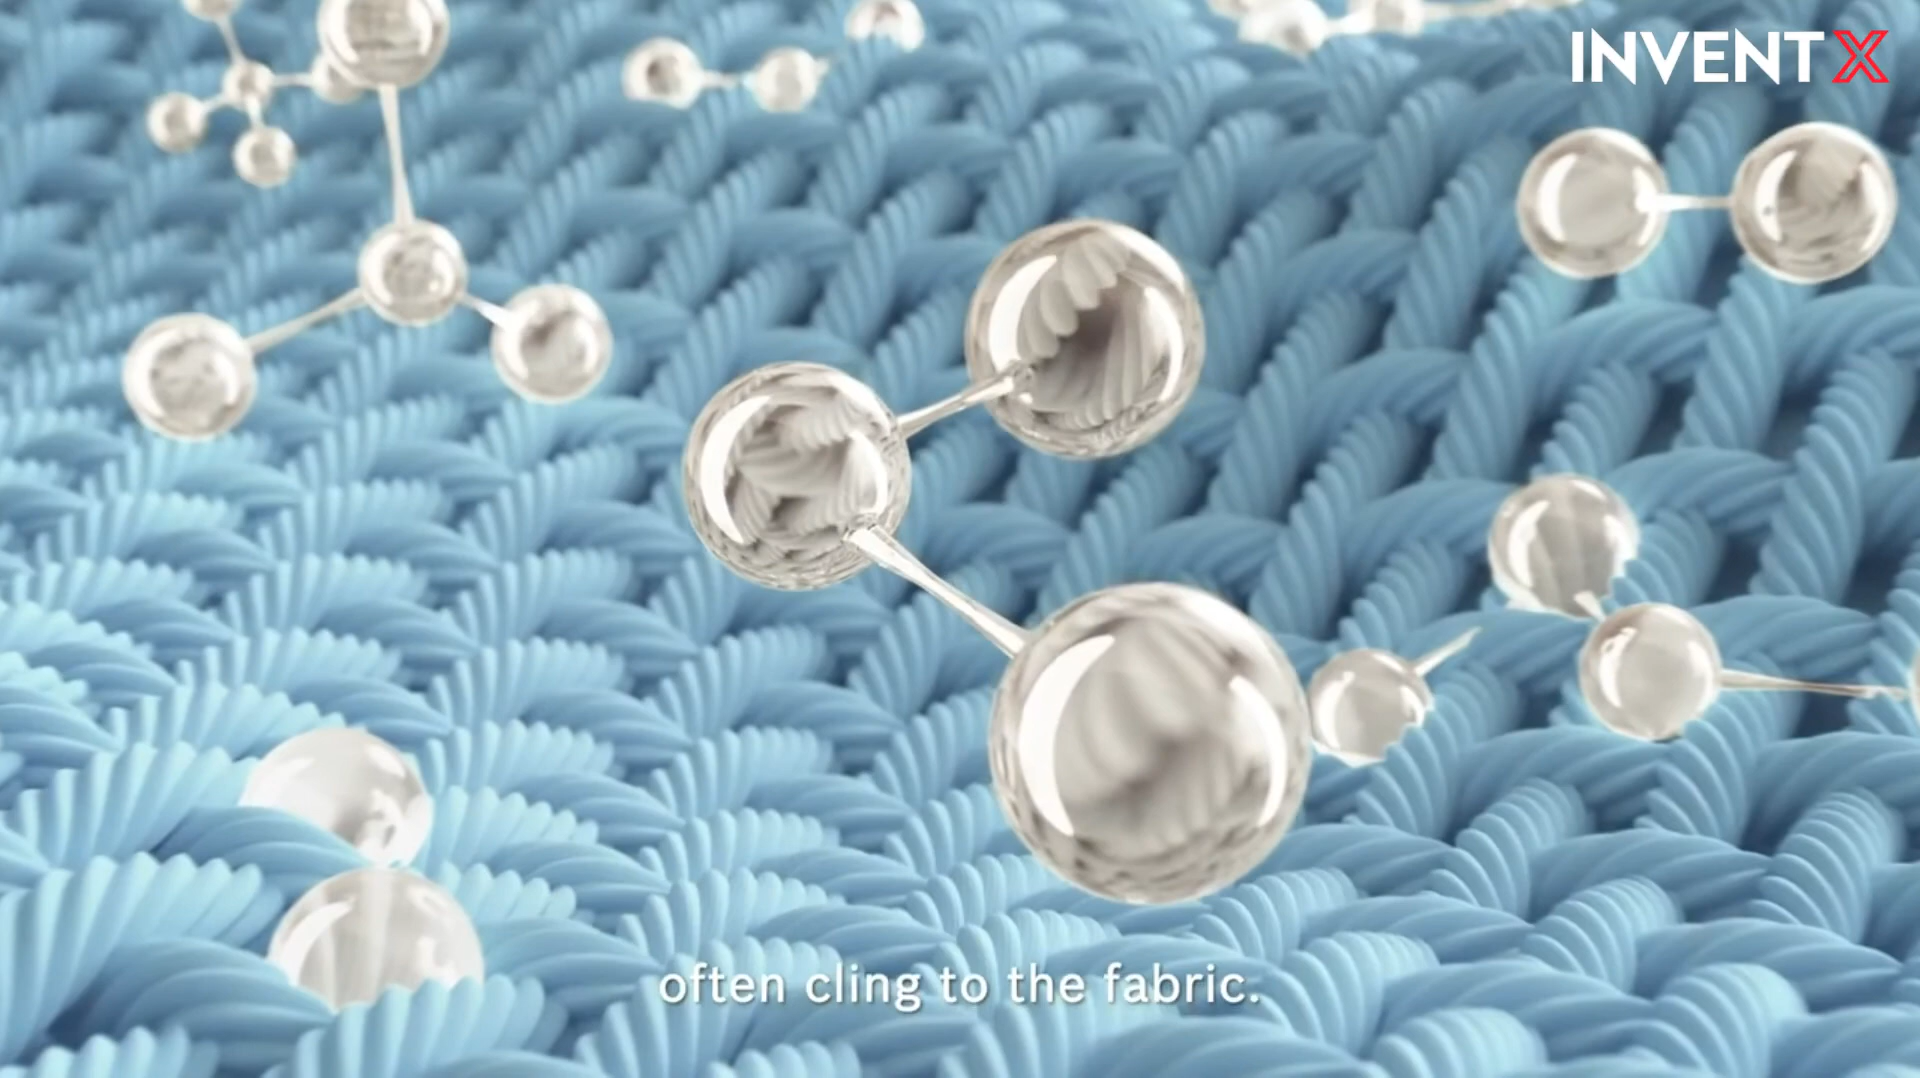 INVENTX
often cling to the fabric.